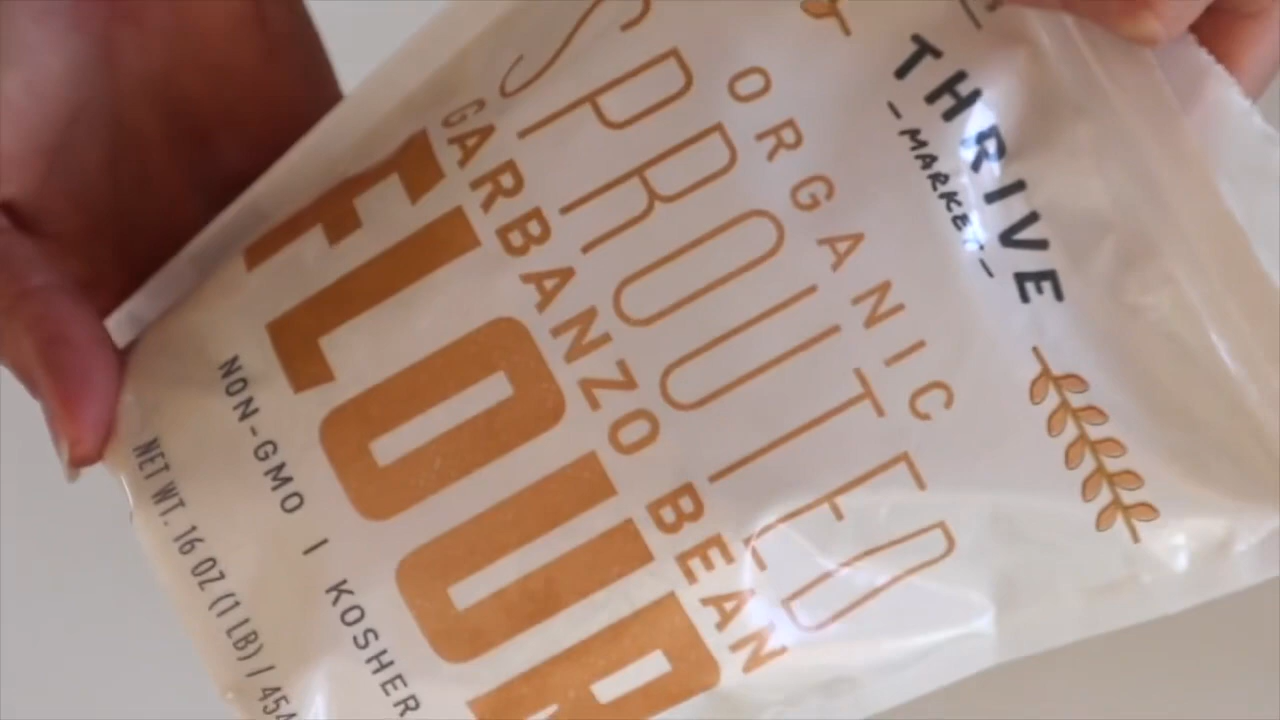 THRIVE
- MARKET -
ORGANIC
SPROUTED
GARBANZO BEAN
FLOUR
NON-GMO | KOSHER
NET WT. 16 OZ (1 LB) / 454